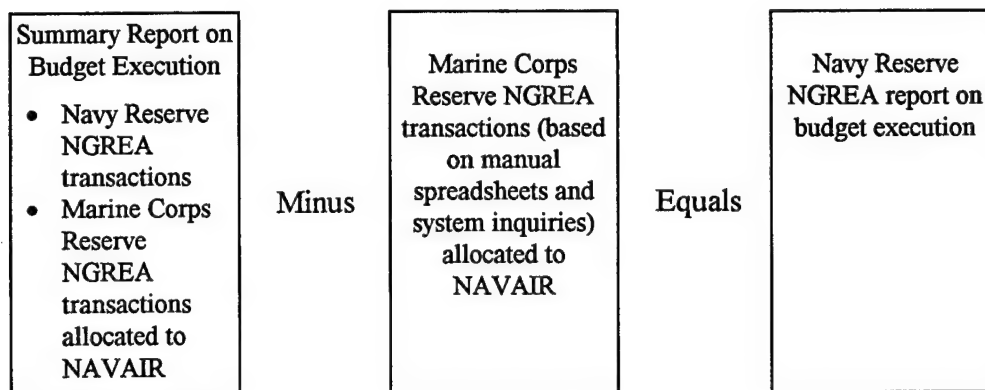 Summary Report on
Budget Execution
• Navy Reserve
NGREA
transactions
• Marine Corps
Reserve
NGREA
transactions
allocated to
NAVAIR
Minus
Marine Corps
Reserve NGREA
transactions (based
on manual
spreadsheets and
system inquiries)
allocated to
NAVAIR
Equals
Navy Reserve
NGREA report on
budget execution